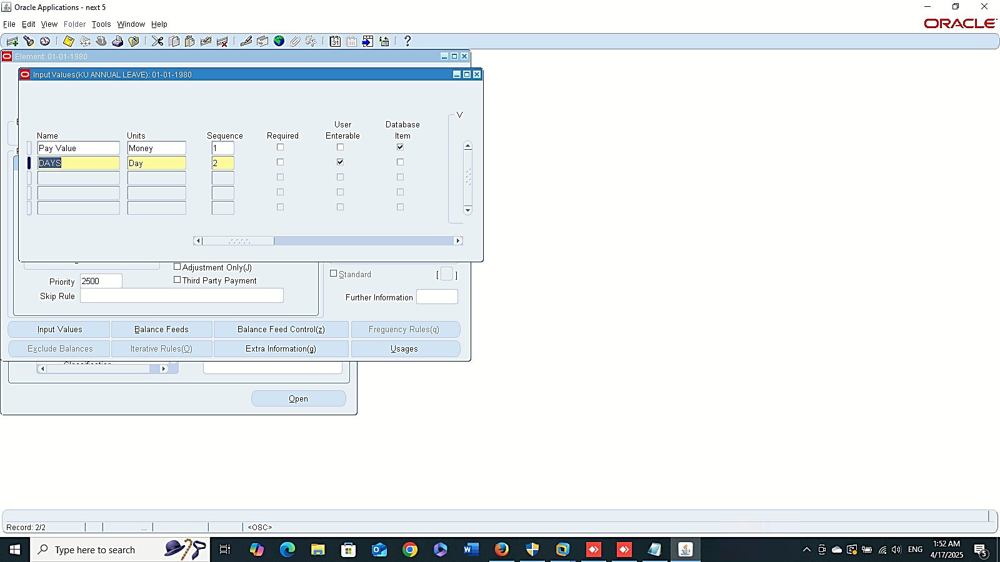 Oracle Applications - next 5
File Edit View Folder Tools Window Help
ORACLE
Element: 01-01-1980
Input Values(KU ANNUAL LEAVE): 01-01-1980
V
User Database
Name Units Sequence Required Enterable Item
Pay Value Money 1
DAYS Day 2
Adjustment Only(J)
Standard [ ]
Priority 2500
Third Party Payment
Skip Rule
Further Information
Input Values Balance Feeds Balance Feed Control(z) Frequency Rules(q)
Exclude Balances Iterative Rules(O) Extra Information(g) Usages
Classification
Open
Record: 2/2 ... <OSC>
Type here to search
ENG
1:52 AM
4/17/2025
5